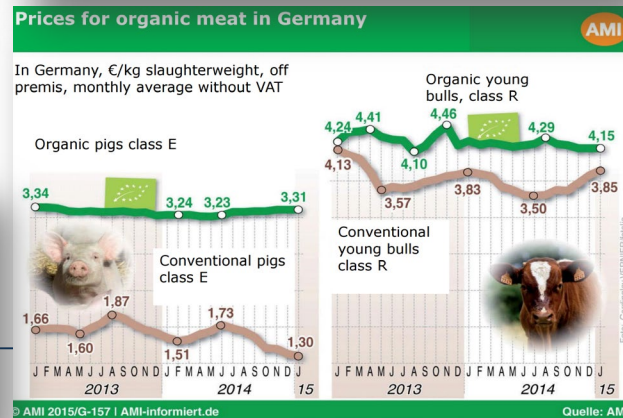 Prices for organic meat in Germany
AMI
In Germany, €/kg slaughterweight, off
premis, monthly average without VAT
Organic pigs class E
3,34
3,24
3,23
3,31
Conventional pigs
class E
1,66
1,60
1,87
1,51
1,73
1,30
J F M A M J J A S O N D J F M A M J J A S O N D J
2013
2014
15
Organic young
bulls, class R
4,24
4,41
4,10
4,46
4,29
4,15
4,13
3,57
3,83
3,50
3,85
Conventional
young bulls
class R
J F M A M J J A S O N D J F M A M J J A S O N D J
2013
2014
15
© AMI 2015/G-157 | AMI-informiert.de
Quelle: AM